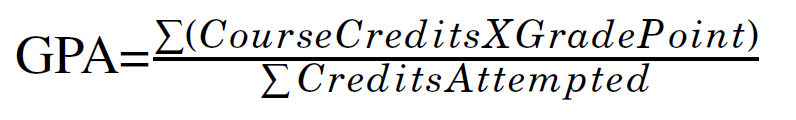 GPA=
∑(CourseCreditsXGradePoint)
∑CreditsAttempted